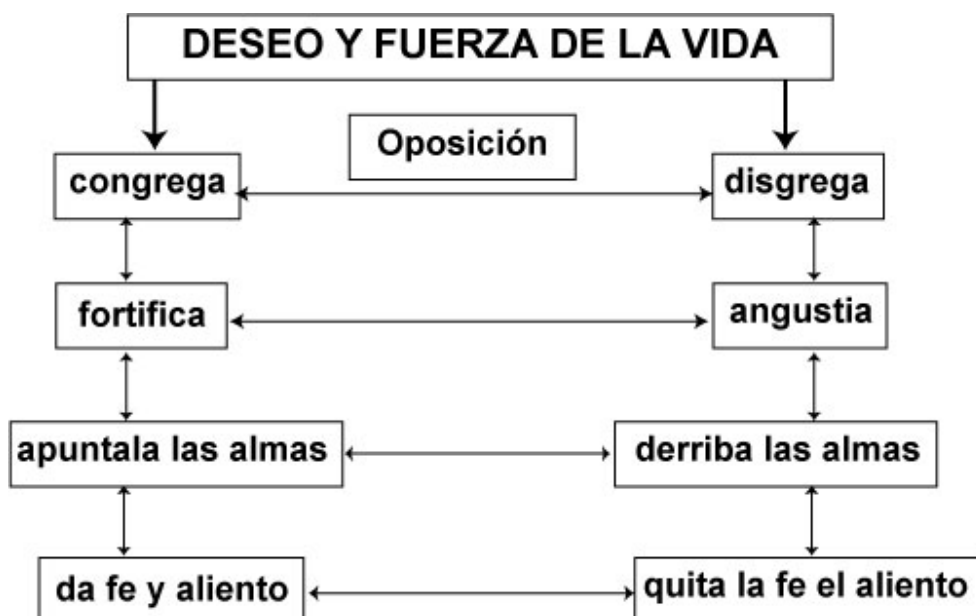 DESEO Y FUERZA DE LA VIDA
Oposición
congrega
disgrega
fortifica
angustia
apuntala las almas
derriba las almas
da fe y aliento
quita la fe el aliento